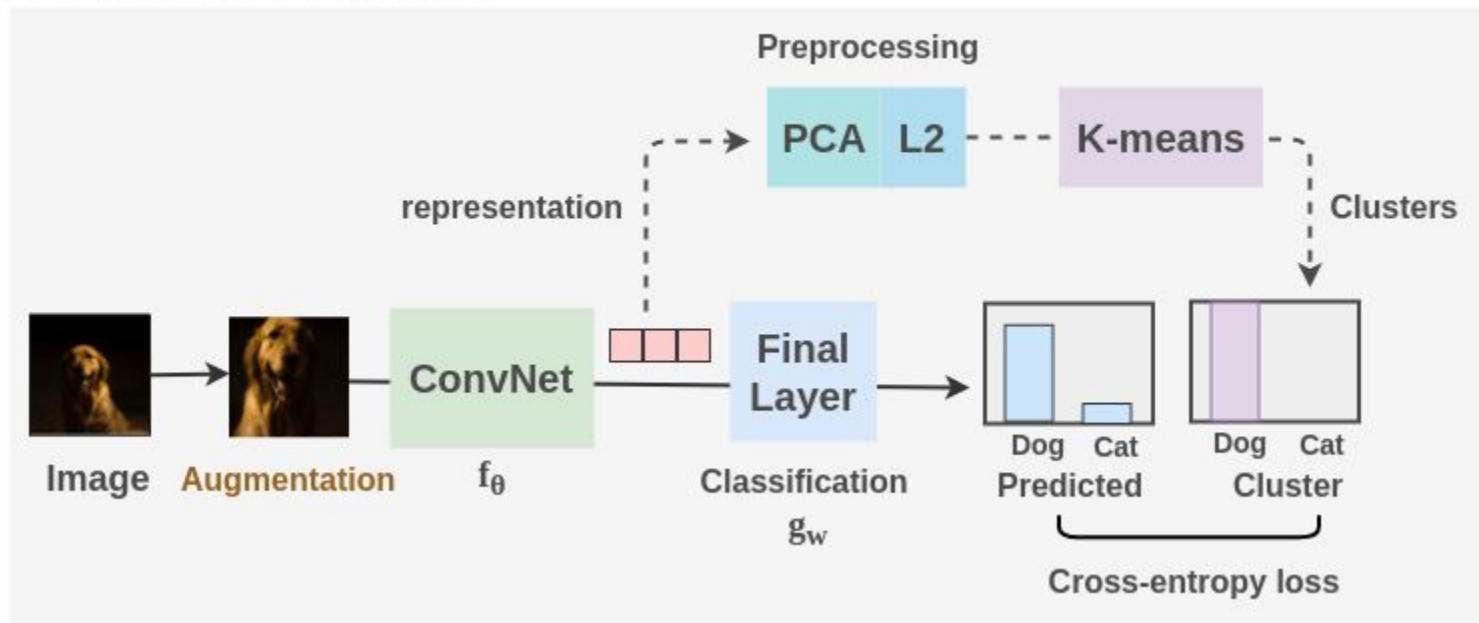 Preprocessing
PCA L2
K-means
representation
Clusters
ConvNet
Final
Layer
Dog Cat
Dog Cat
Image
Augmentation
fθ
Classification
gw
Predicted
Cluster
Cross-entropy loss